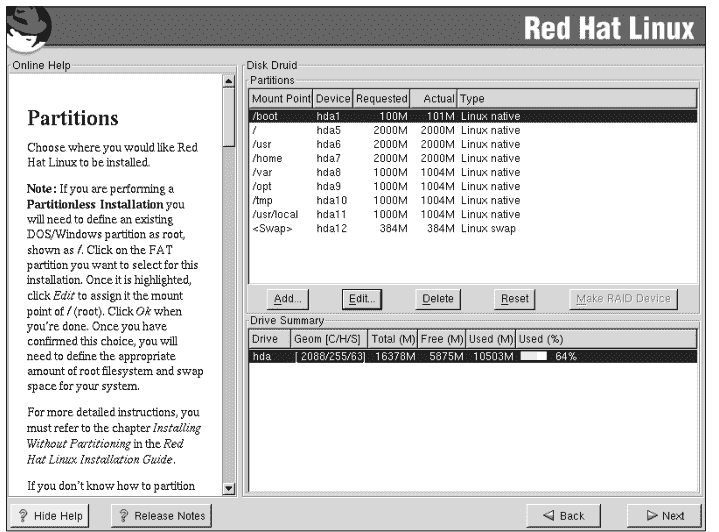 Red Hat Linux
Online Help
Partitions
Choose where you would like Red
Hat Linux to be installed.
Note: If you are performing a
Partitionless Installation you
will need to define an existing
DOS/Windows partition as root,
shown as /. Click on the FAT
partition you want to select for this
installation. Once it is highlighted,
click Edit to assign it the mount
point of / (root). Click Ok when
you're done. Once you have
confirmed this choice, you will
need to define the appropriate
amount of root filesystem and swap
space for your system.
For more detailed instructions, you
must refer to the chapter Installing
Without Partitioning in the Red
Hat Linux Installation Guide.
If you don't know how to partition
Disk Druid
Partitions
Mount Point Device Requested Actual Type
/boot hda1 100M 101M Linux native
/ hda5 2000M 2000M Linux native
/usr hda6 2000M 2000M Linux native
/home hda7 2000M 2000M Linux native
/var hda8 1000M 1004M Linux native
/opt hda9 1000M 1004M Linux native
/tmp hda10 1000M 1004M Linux native
/usr/local hda11 1000M 1004M Linux native
<Swap> hda12 384M 384M Linux swap
Add... Edit... Delete Reset Make RAID Device
Drive Summary
Drive Geom [C/H/S] Total (M) Free (M) Used (M) Used (%)
hda [ 2088/255/63] 16378M 5875M 10503M 64%
? Hide Help ? Release Notes Back Next